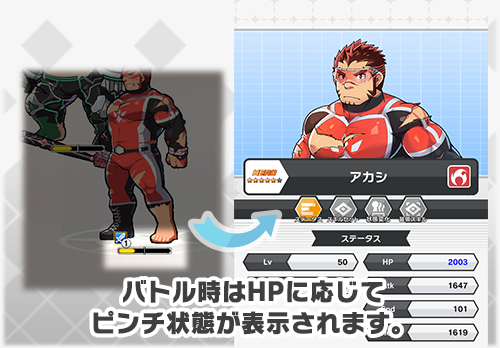 アカシ
ステータス
Lv 50 HP 2003
1647
101
1619
1
バトル時はHPに応じて
ピンチ状態が表示されます。